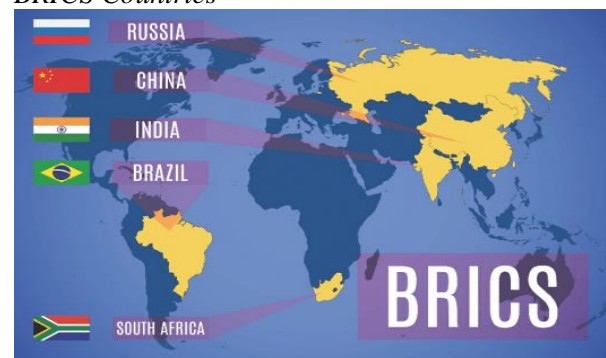 BRICS Countries
RUSSIA
CHINA
INDIA
BRAZIL
SOUTH AFRICA
BRICS